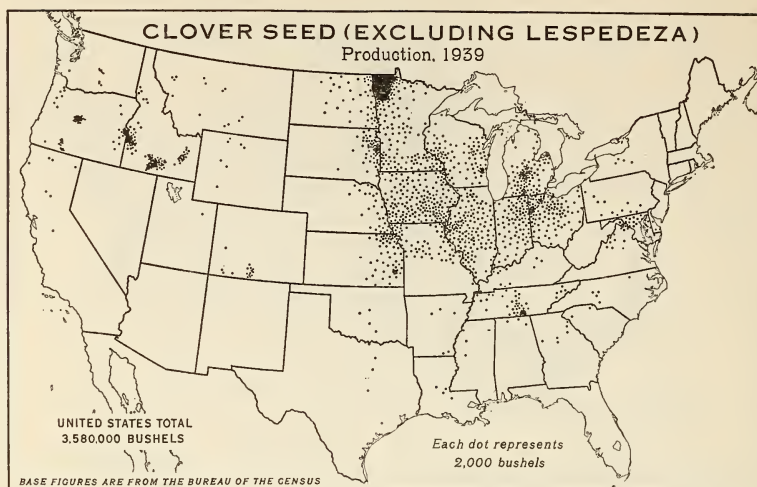 CLOVER SEED (EXCLUDING LESPEDEZA)
Production, 1939
UNITED STATES TOTAL
3,580,000 BUSHELS
Each dot represents
2,000 bushels
BASE FIGURES ARE FROM THE BUREAU OF THE CENSUS